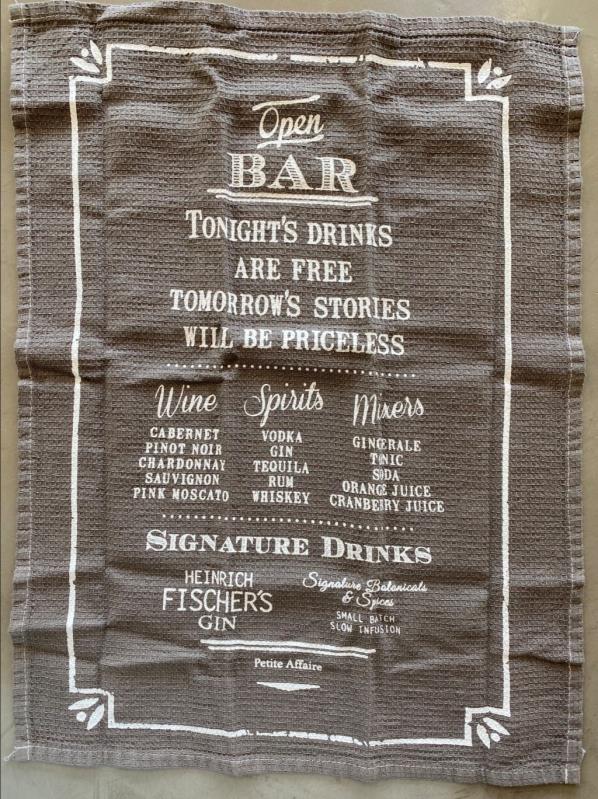 Open
BAR
TONIGHT'S DRINKS
ARE FREE
TOMORROW'S STORIES
WILL BE PRICELESS
Wine Spirits Mixers
CABERNET VODKA GINGERALE
PINOT NOIR GIN TONIC
CHARDONNAY TEQUILA SODA
SAUVIGNON RUM ORANGE JUICE
PINK MOSCATO WHISKEY CRANBERRY JUICE
SIGNATURE DRINKS
HEINRICH
FISCHER'S
GIN
Signature Botanicals
& Spices
SMALL BATCH
SLOW INFUSION
Petite Affaire